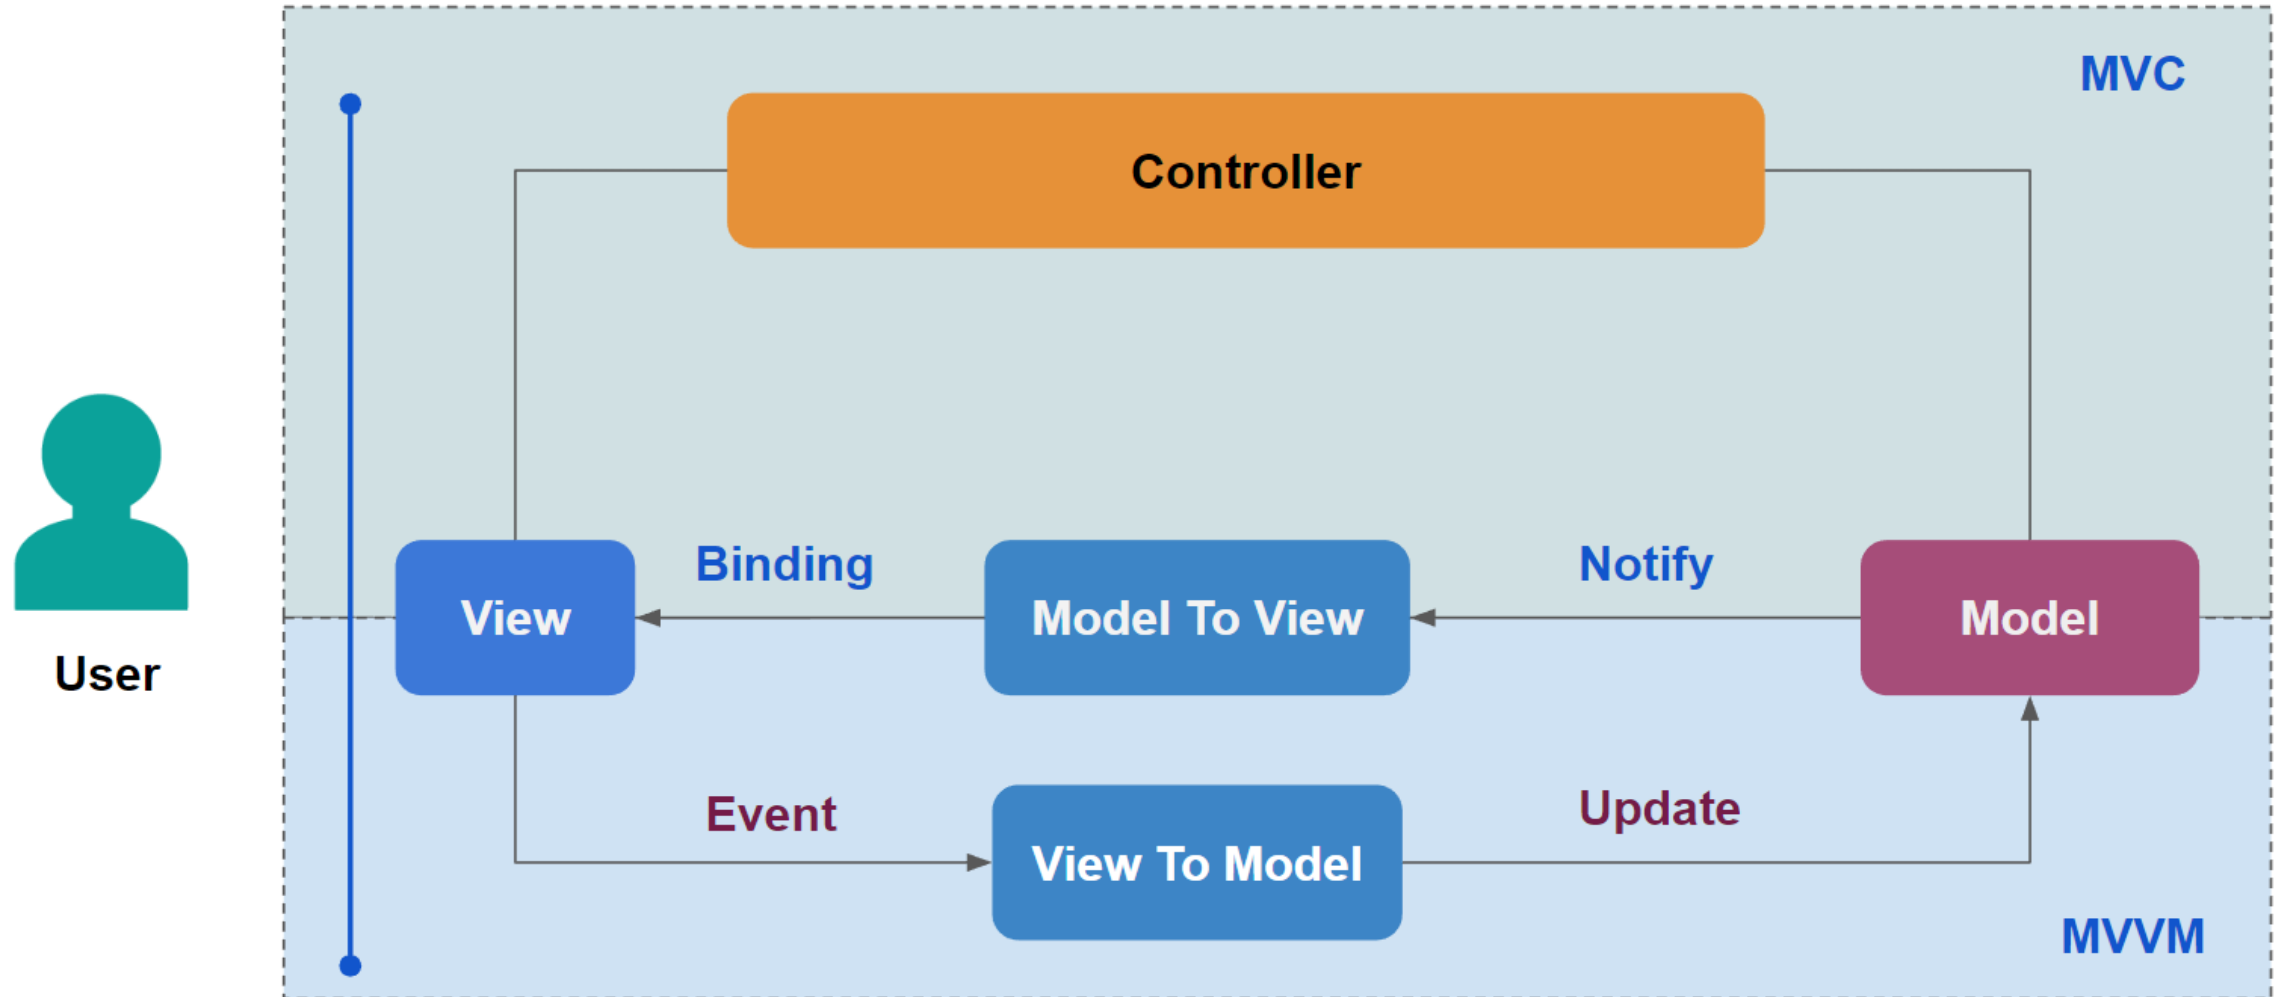 MVC
Controller
Binding
Notify
View
Model To View
Model
User
Event
Update
View To Model
MVVM